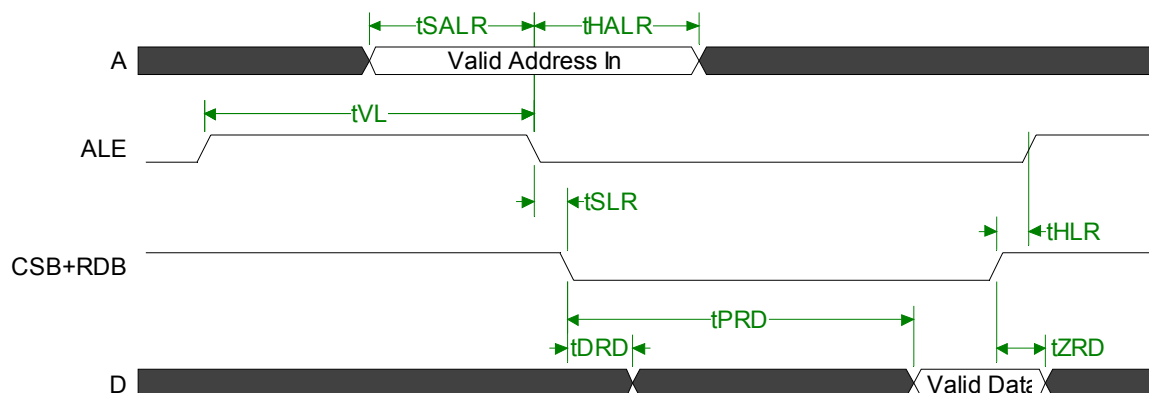 tSALR tHALR
A Valid Address In
tVL
ALE
tSLR
tHLR
CSB+RDB
tPRD
tDRD tZRD
D Valid Data